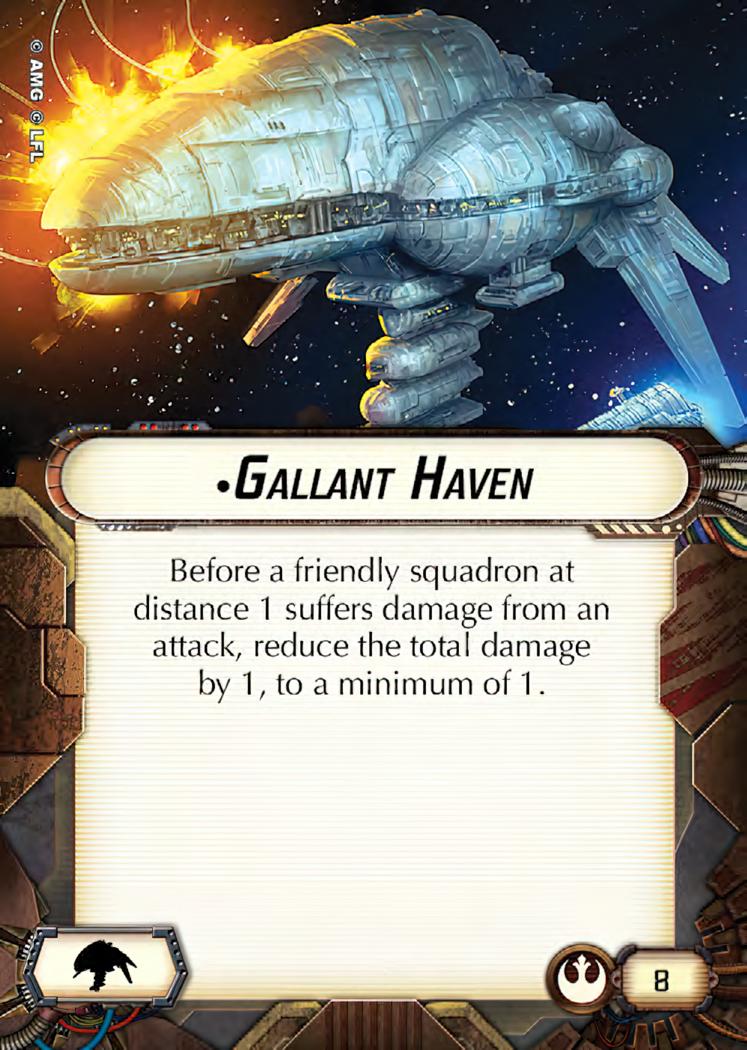 © AMG © LFL
•GALLANT HAVEN
Before a friendly squadron at
distance 1 suffers damage from an
attack, reduce the total damage
by 1, to a minimum of 1.
8